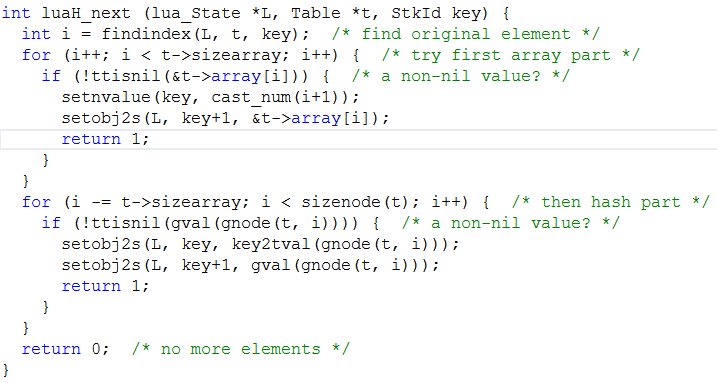 int luaH_next (lua_State *L, Table *t, StkId key) {
  int i = findindex(L, t, key);  /* find original element */
  for (i++; i < t->sizearray; i++) {  /* try first array part */
    if (!ttisnil(&t->array[i])) {  /* a non-nil value? */
      setnvalue(key, cast_num(i+1));
      setobj2s(L, key+1, &t->array[i]);
      return 1;
    }
  }
  for (i -= t->sizearray; i < sizenode(t); i++) {  /* then hash part */
    if (!ttisnil(gval(gnode(t, i)))) {  /* a non-nil value? */
      setobj2s(L, key, key2tval(gnode(t, i)));
      setobj2s(L, key+1, gval(gnode(t, i)));
      return 1;
    }
  }
  return 0;  /* no more elements */
}